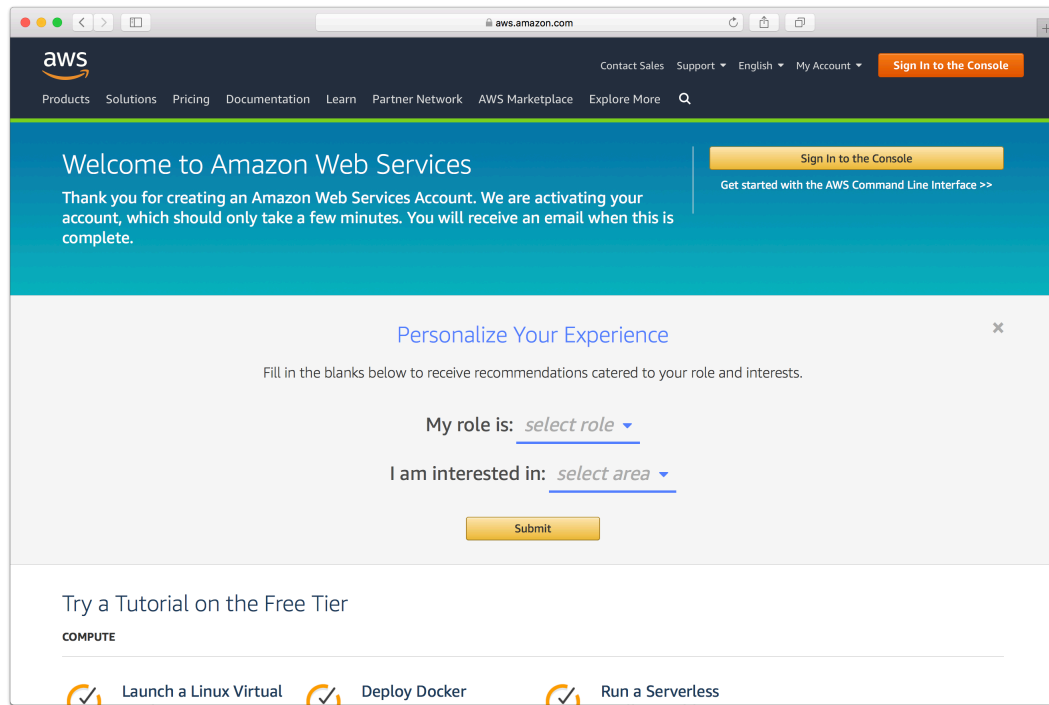 aws.amazon.com
aws
Contact Sales Support English My Account Sign In to the Console
Products Solutions Pricing Documentation Learn Partner Network AWS Marketplace Explore More
Welcome to Amazon Web Services
Sign In to the Console
Get started with the AWS Command Line Interface >>
Thank you for creating an Amazon Web Services Account. We are activating your
account, which should only take a few minutes. You will receive an email when this is
complete.
Personalize Your Experience
Fill in the blanks below to receive recommendations catered to your role and interests.
My role is: select role
I am interested in: select area
Submit
Try a Tutorial on the Free Tier
COMPUTE
Launch a Linux Virtual Deploy Docker Run a Serverless